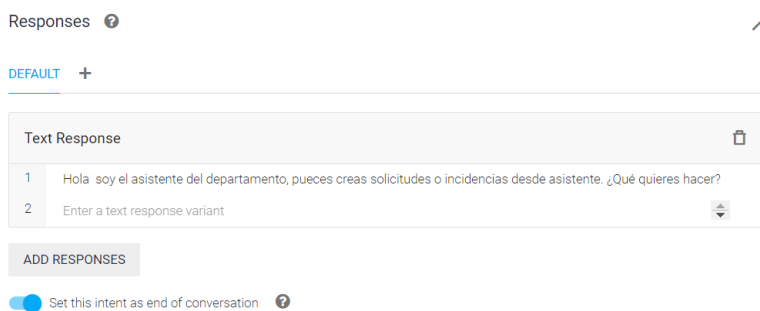 Responses ?
DEFAULT +
Text Response
1 Hola soy el asistente del departamento, pueces creas solicitudes o incidencias desde asistente. ¿Qué quieres hacer?
2 Enter a text response variant
ADD RESPONSES
Set this intent as end of conversation ?